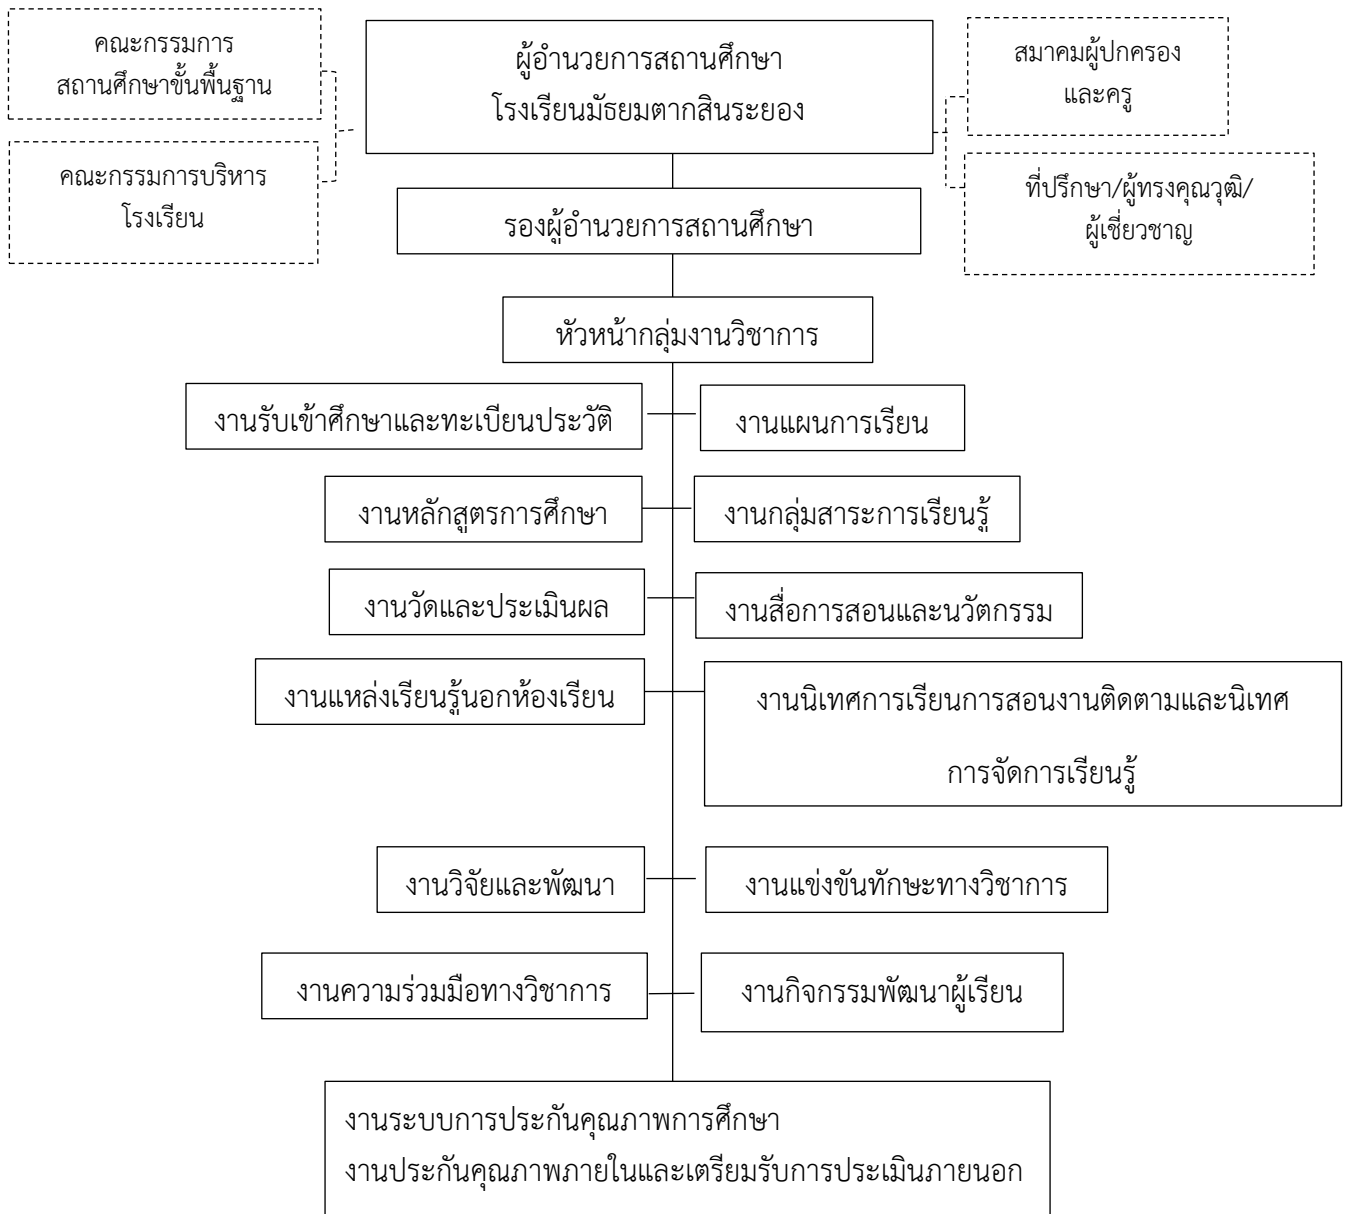 คณะกรรมการ
สถานศึกษาขั้นพื้นฐาน
ผู้อำนวยการสถานศึกษา
โรงเรียนมัธยมตากสินระยอง
สมาคมผู้ปกครอง
และครู
คณะกรรมการบริหาร
โรงเรียน
ที่ปรึกษา/ผู้ทรงคุณวุฒิ/
ผู้เชี่ยวชาญ
รองผู้อำนวยการสถานศึกษา
หัวหน้ากลุ่มงานวิชาการ
งานรับเข้าศึกษาและทะเบียนประวัติ
งานแผนการเรียน
งานหลักสูตรการศึกษา
งานกลุ่มสาระการเรียนรู้
งานวัดและประเมินผล
งานสื่อการสอนและนวัตกรรม
งานแหล่งเรียนรู้นอกห้องเรียน
งานนิเทศการเรียนการสอนงานติดตามและนิเทศ
การจัดการเรียนรู้
งานวิจัยและพัฒนา
งานแข่งขันทักษะทางวิชาการ
งานความร่วมมือทางวิชาการ
งานกิจกรรมพัฒนาผู้เรียน
งานระบบการประกันคุณภาพการศึกษา
งานประกันคุณภาพภายในและเตรียมรับการประเมินภายนอก